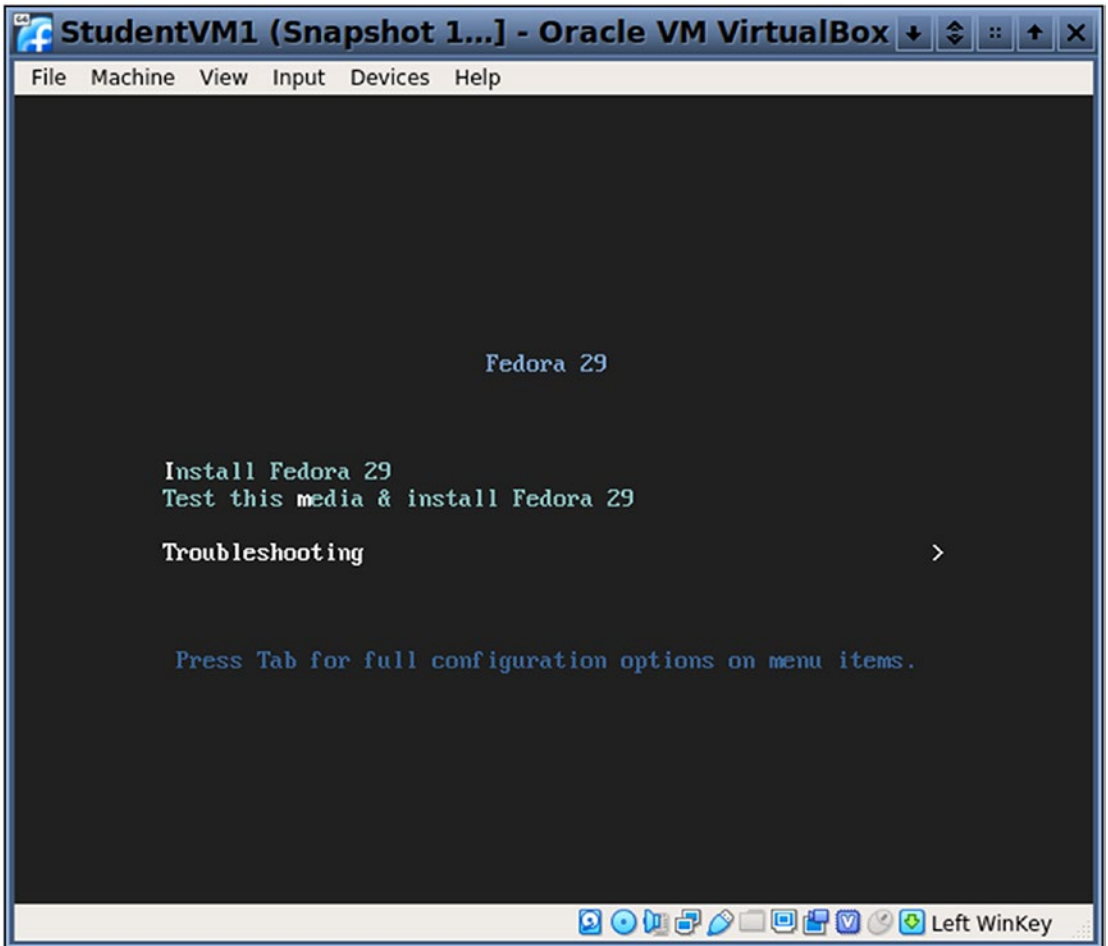 StudentVM1 (Snapshot 1...] - Oracle VM VirtualBox
File Machine View Input Devices Help
Fedora 29
Install Fedora 29
Test this media & install Fedora 29
Troubleshooting >
Press Tab for full configuration options on menu items.
Left WinKey